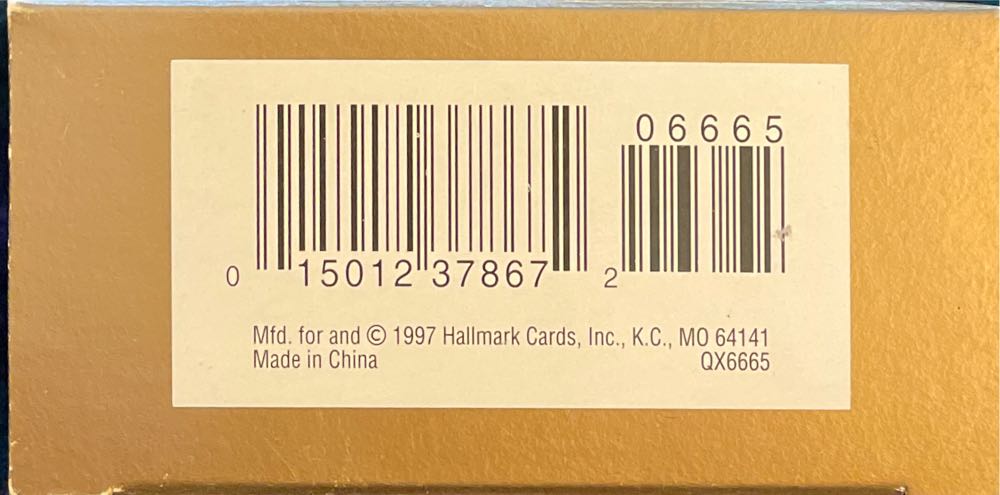 06665
0 15012 37867 2
Mfd. for and © 1997 Hallmark Cards, Inc., K.C., MO 64141
Made in China QX6665